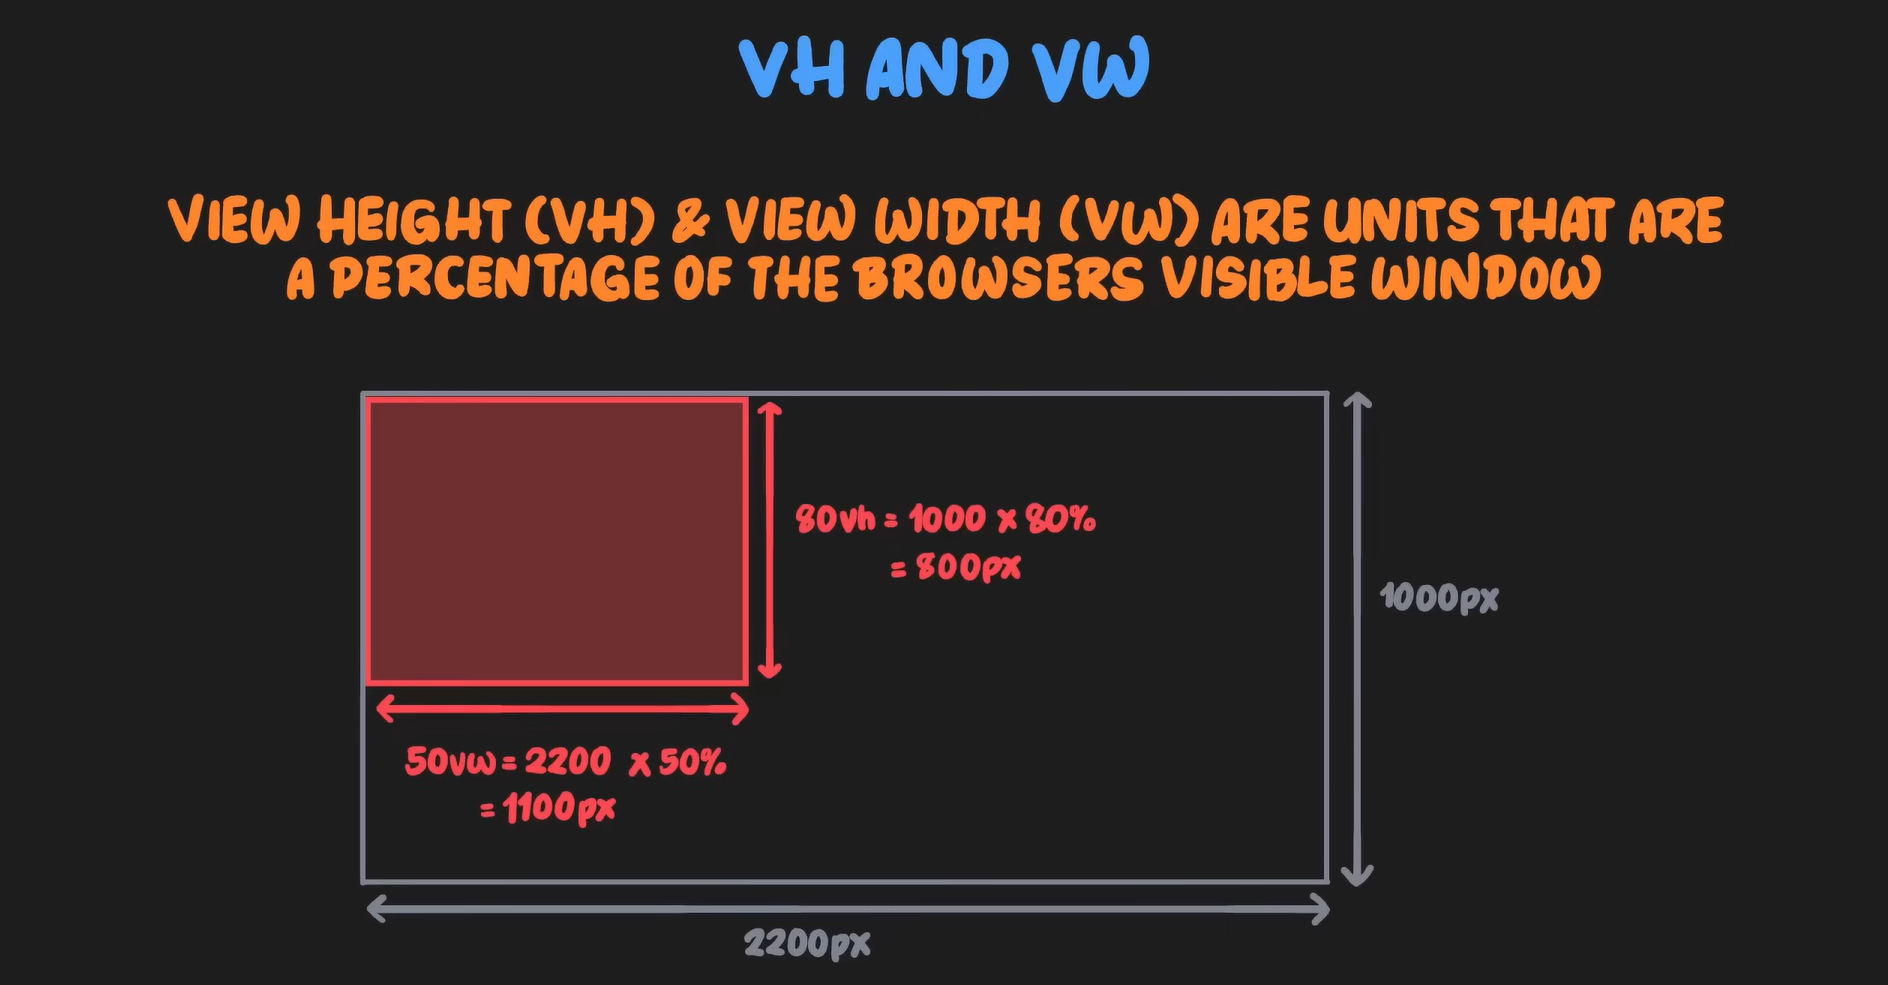 VH AND VW
VIEW HEIGHT (VH) & VIEW WIDTH (VW) ARE UNITS THAT ARE
A PERCENTAGE OF THE BROWSERS VISIBLE WINDOW
80vh = 1000 x 80%
= 800px
1000px
50vw = 2200 x 50%
= 1100px
2200px